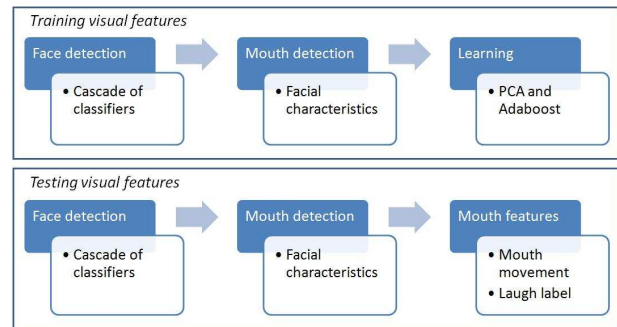 Training visual features
Face detection
• Cascade of
classifiers
Mouth detection
• Facial
characteristics
Learning
• PCA and
Adaboost
Testing visual features
Face detection
• Cascade of
classifiers
Mouth detection
• Facial
characteristics
Mouth features
• Mouth
movement
• Laugh label